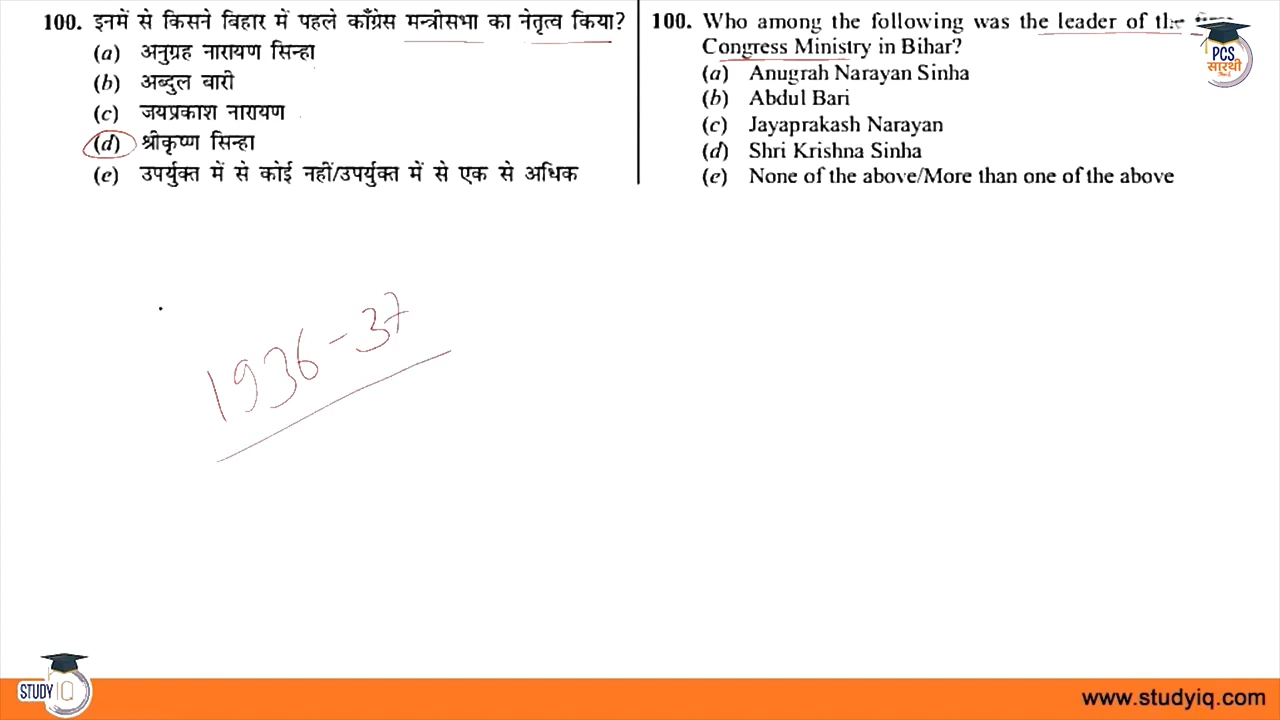 100. इनमें से किसने बिहार में पहले काँग्रेस मन्त्रीसभा का नेतृत्व किया?
(a) अनुग्रह नारायण सिन्हा
(b) अब्दुल बारी
(c) जयप्रकाश नारायण
(d) श्रीकृष्ण सिन्हा
(e) उपर्युक्त में से कोई नहीं/उपर्युक्त में से एक से अधिक
100. Who among the following was the leader of the
Congress Ministry in Bihar?
(a) Anugrah Narayan Sinha
(b) Abdul Bari
(c) Jayaprakash Narayan
(d) Shri Krishna Sinha
(e) None of the above/More than one of the above
PCS
सारथी
1936-37
STUDY IQ
www.studyiq.com